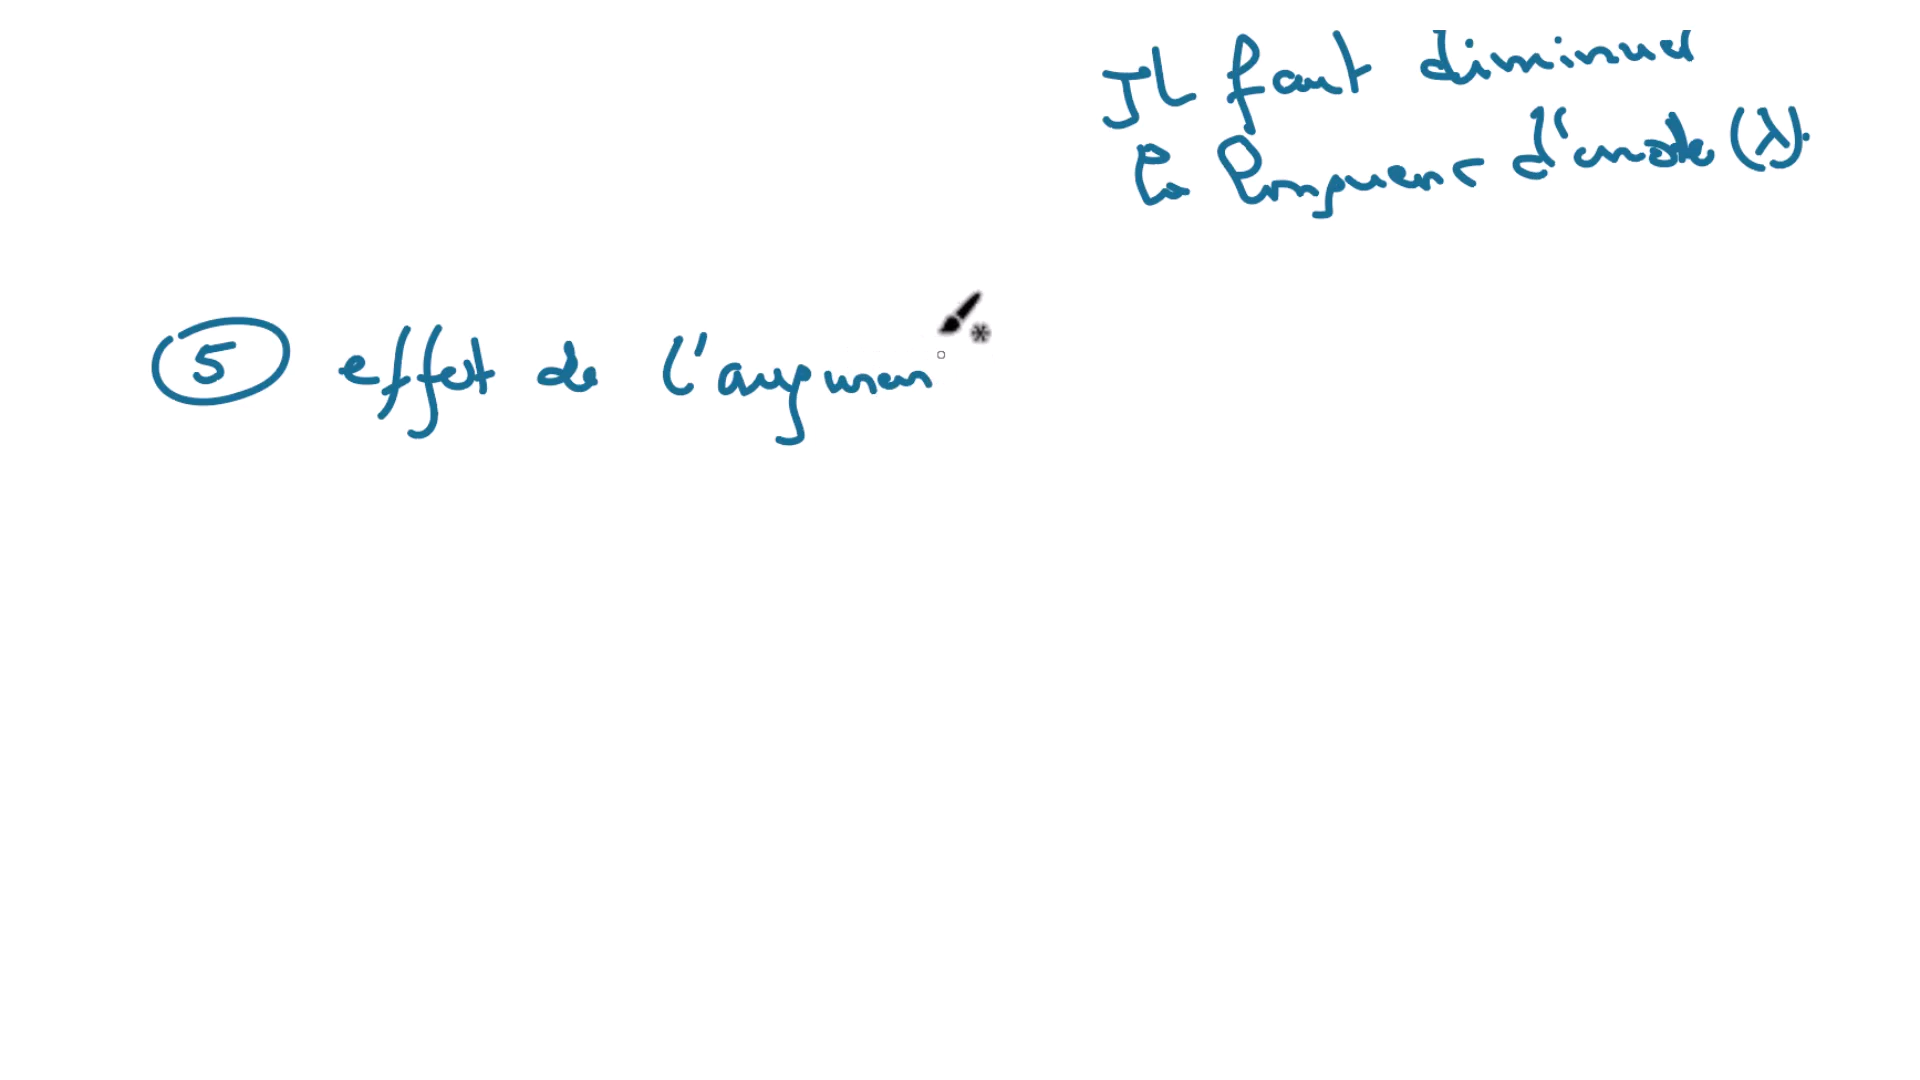 Il faut diminuer
la longueur d'onde (λ).
5 effet de l'augmen